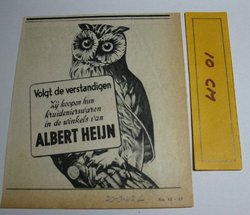 Volgt de verstandigen
Zij koopen hun
kruidenierswaren
in de winkels van
ALBERT HEIJN
10 CM